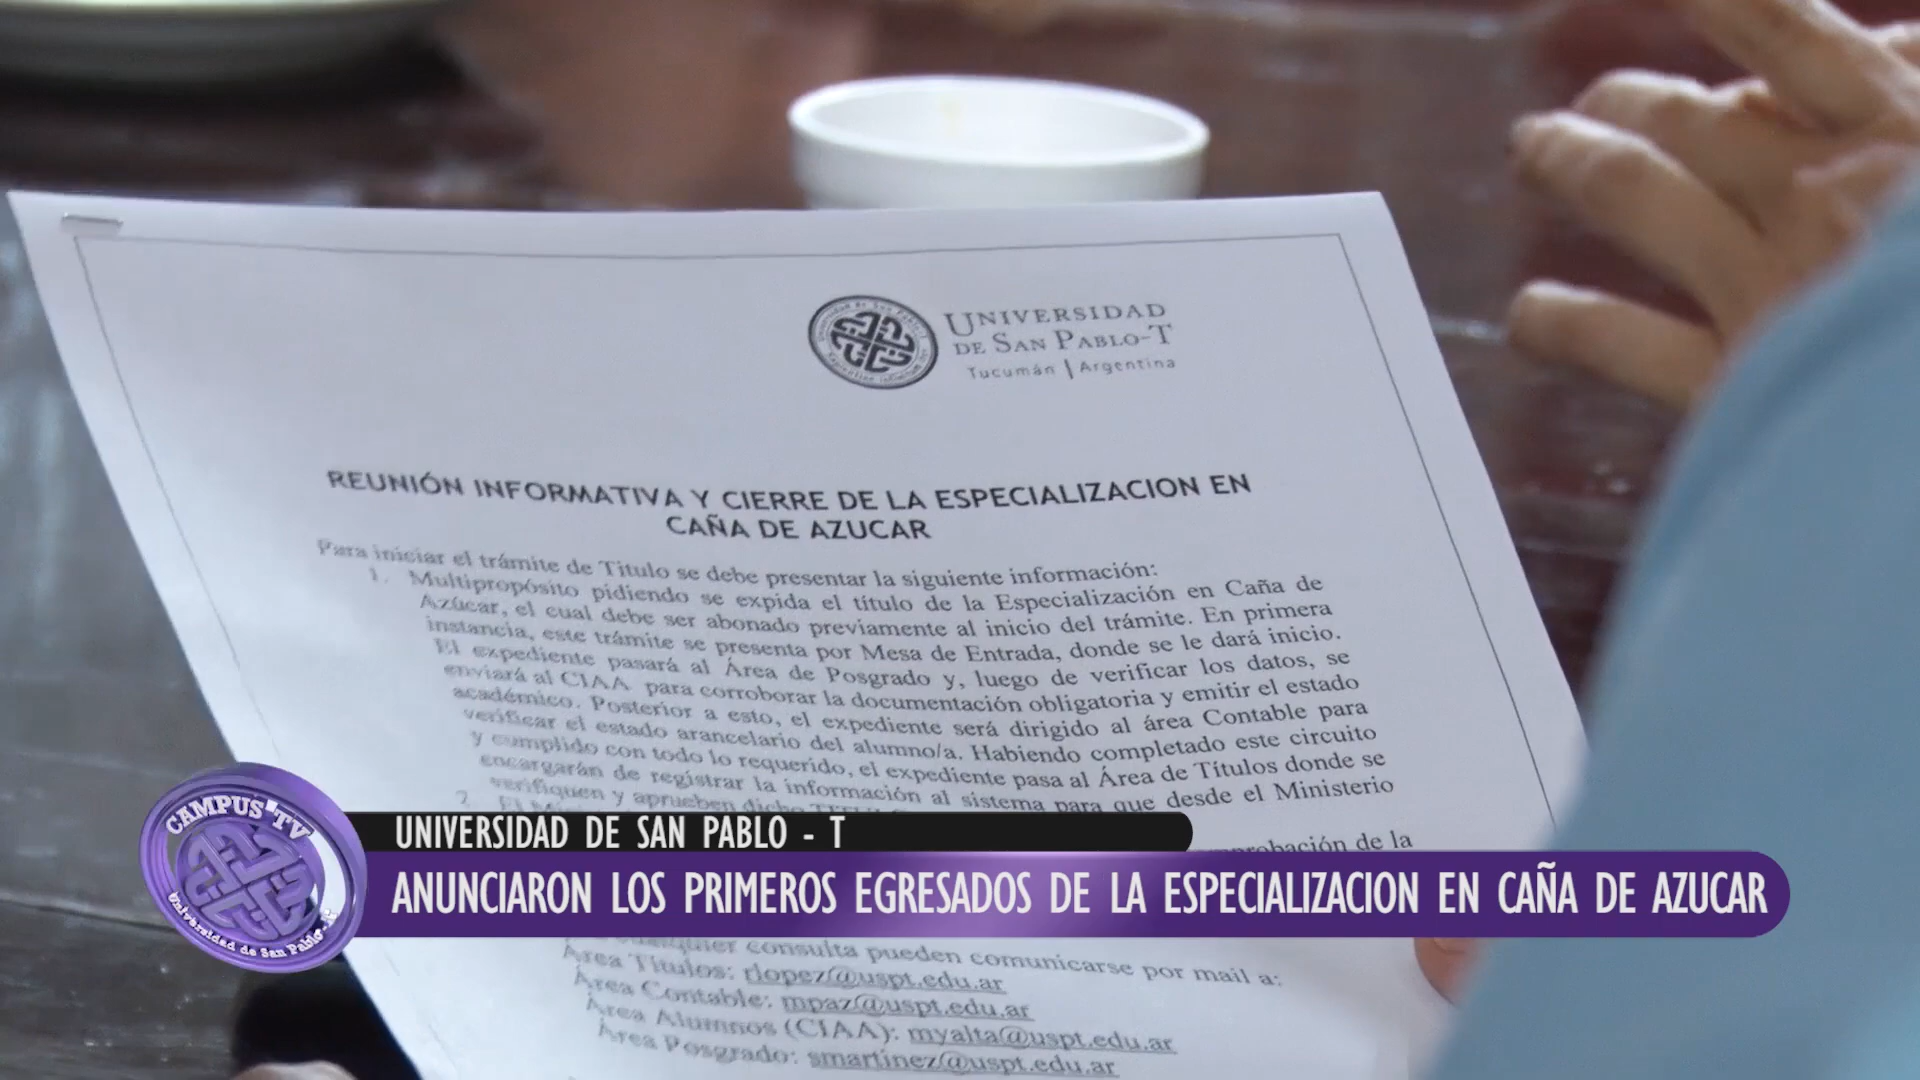 UNIVERSIDAD
DE SAN PABLO-T
Tucumán | Argentina
REUNIÓN INFORMATIVA Y CIERRE DE LA ESPECIALIZACION EN
CAÑA DE AZUCAR
Para iniciar el trámite de Titulo se debe presentar la siguiente información:
1. Multipropósito pidiendo se expida el título de la Especialización en Caña de
Azúcar, el cual debe ser abonado previamente al inicio del trámite. En primera
instancia, este trámite se presenta por Mesa de Entrada, donde se le dará inicio.
El expediente pasará al Área de Posgrado y, luego de verificar los datos, se
enviará al CIAA para corroborar la documentación obligatoria y emitir el estado
académico. Posterior a esto, el expediente será dirigido al área Contable para
verificar el estado arancelario del alumno/a. Habiendo completado este circuito
y cumplido con todo lo requerido, el expediente pasa al Área de Títulos donde se
encargarán de registrar la información al sistema para que desde el Ministerio
verifiquen y aprueben dicho
2. El
de la
CAMPUS TV
Universidad de San Pablo-T
UNIVERSIDAD DE SAN PABLO - T
ANUNCIARON LOS PRIMEROS EGRESADOS DE LA ESPECIALIZACION EN CAÑA DE AZUCAR
consulta pueden comunicarse por mail a:
Área Títulos: rlopez@uspt.edu.ar
Área Contable: mpaz@uspt.edu.ar
Área Alumnos (CIAA): myalta@uspt.edu.ar
Área Posgrado: smartinez@uspt.edu.ar